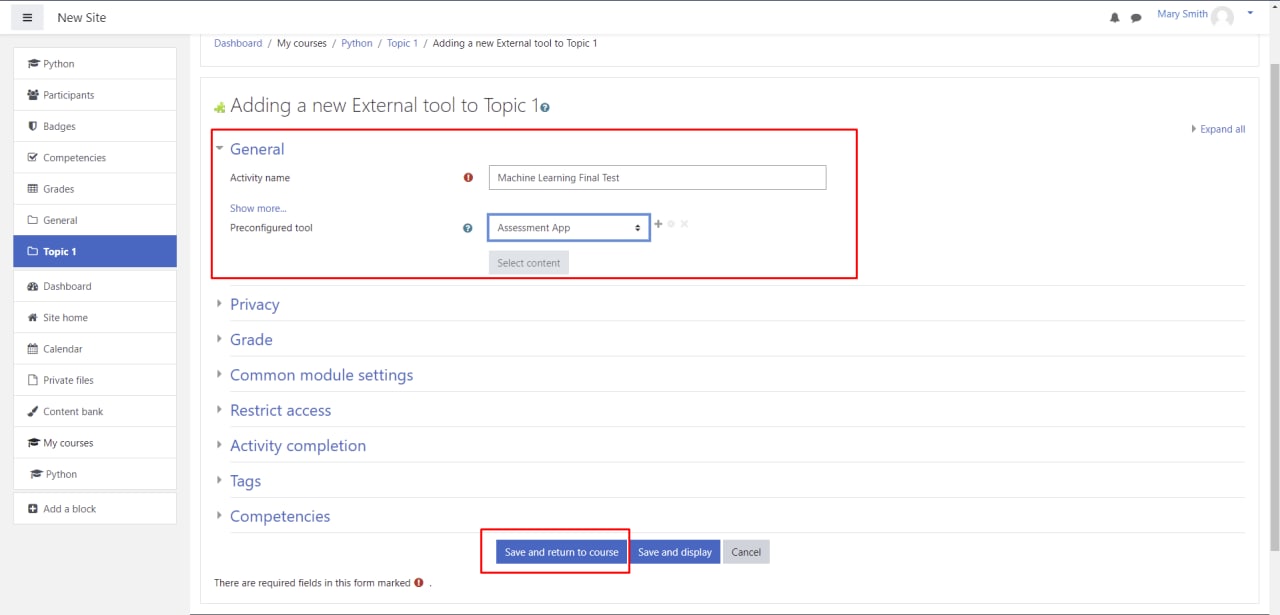 New Site
Mary Smith
Python
Participants
Badges
Competencies
Grades
General
Topic 1
Dashboard
Site home
Calendar
Private files
Content bank
My courses
Python
Add a block
Dashboard / My courses / Python / Topic 1 / Adding a new External tool to Topic 1
Adding a new External tool to Topic 1
Expand all
General
Activity name
Machine Learning Final Test
Show more...
Preconfigured tool
Assessment App
Select content
Privacy
Grade
Common module settings
Restrict access
Activity completion
Tags
Competencies
Save and return to course Save and display Cancel
There are required fields in this form marked .